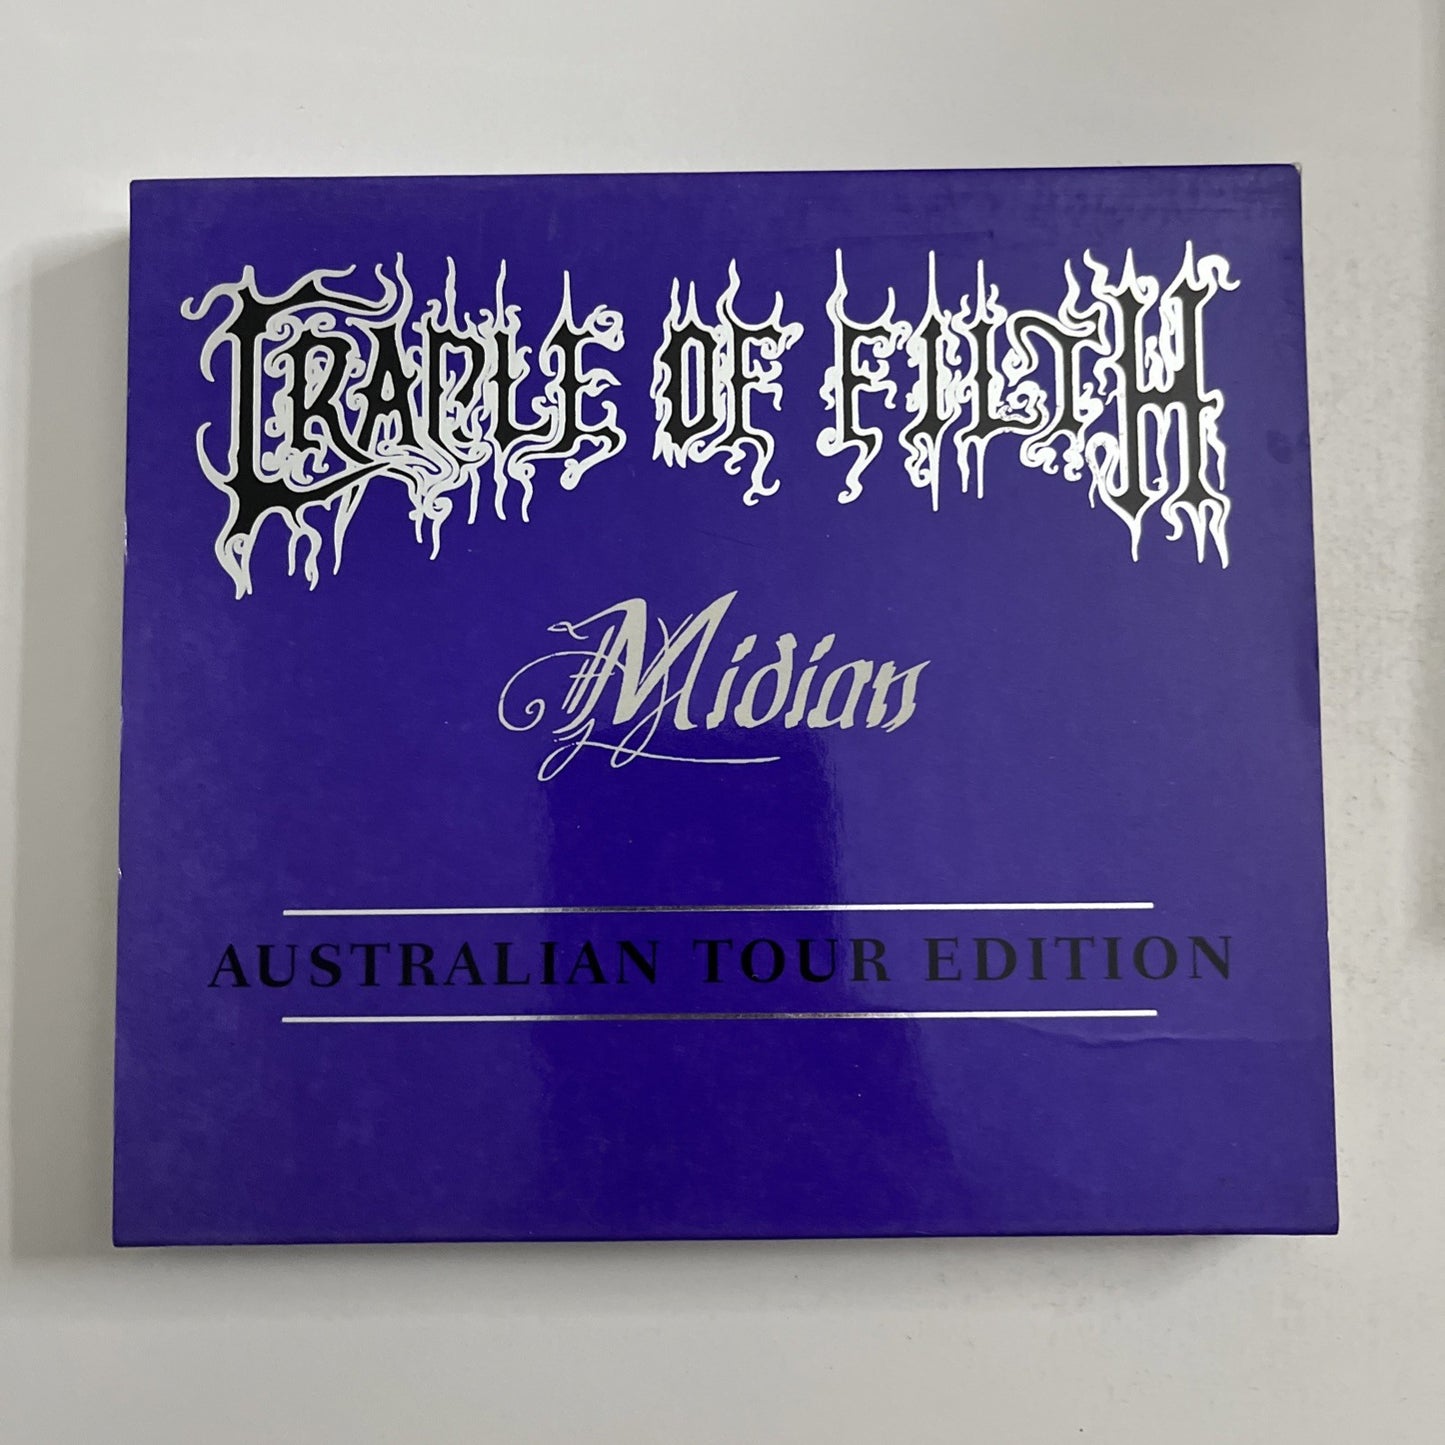 CRADLE OF FILTH
Midian
AUSTRALIAN TOUR EDITION